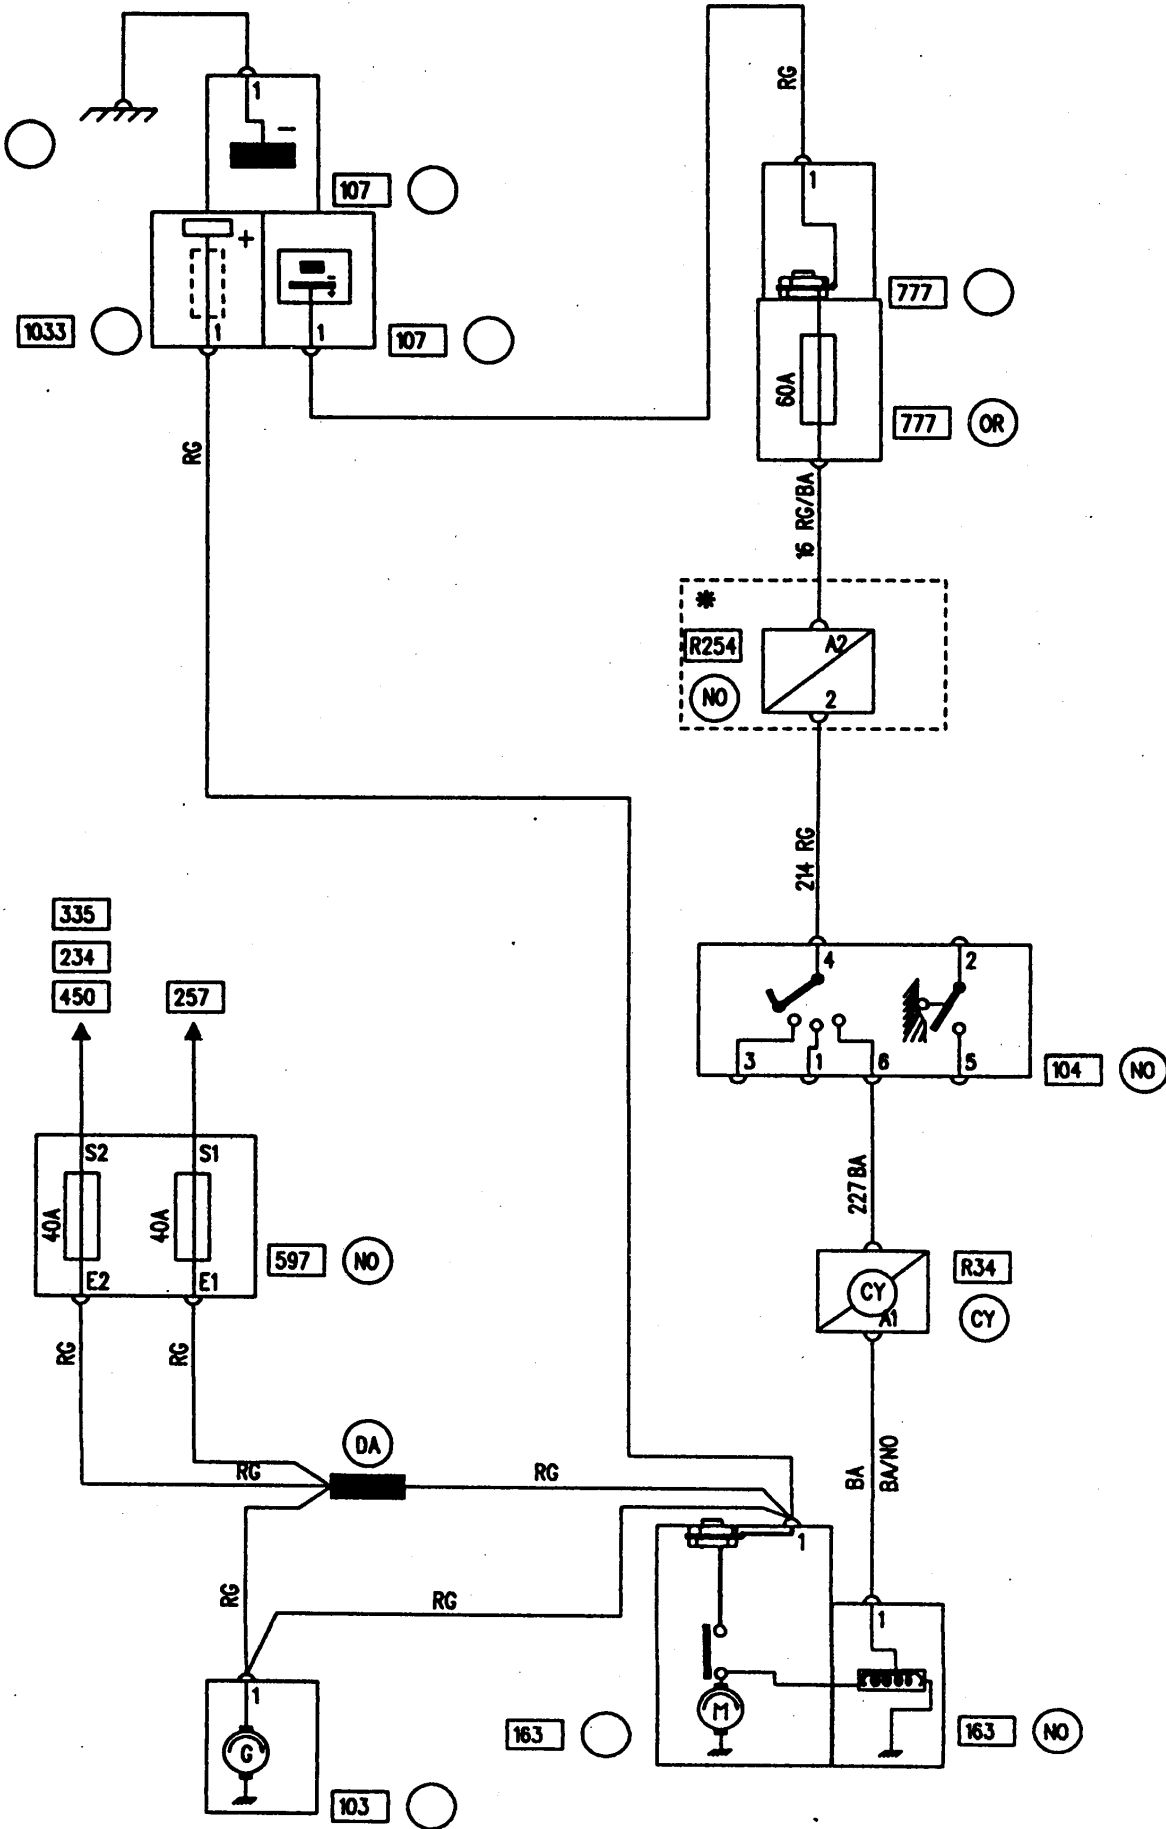 RG
1
−
1
107
+
−
+
777
1033
1
1
107
60A
777
OR
RG
16 RG/BA
*
R254
A2
NO
2
214 RG
335
234
450
257
4
2
3
1
6
5
104
NO
S2
S1
227 BA
40A
40A
597
NO
R34
E2
E1
CY
A1
CY
RG
RG
DA
RG
RG
BA
BA/NO
1
RG
RG
1
1
M
163
163
NO
G
103